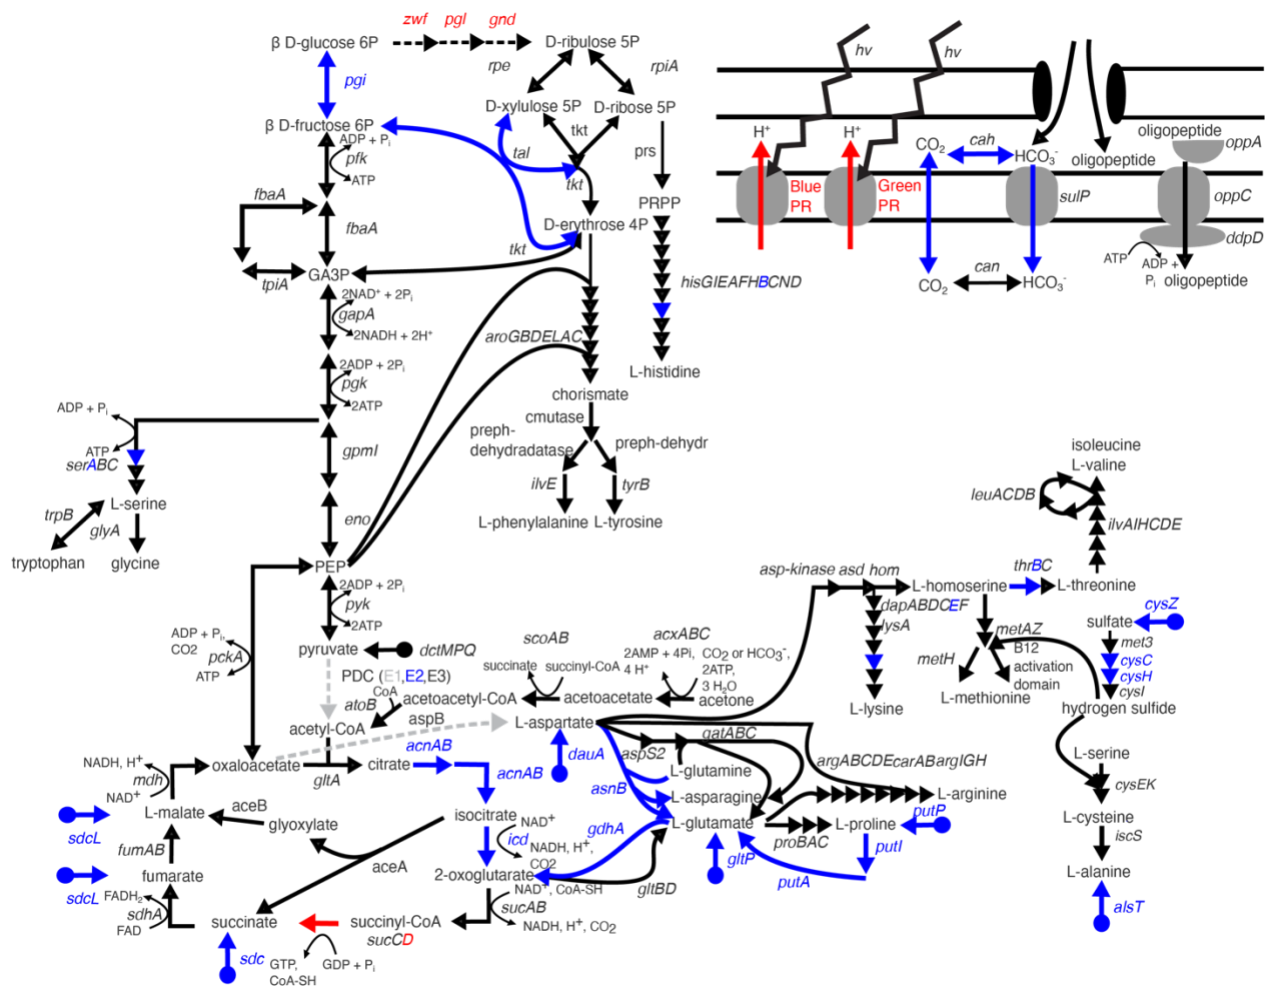 zwf pgl gnd
β D-glucose 6P
D-ribulose 5P
rpe
rpiA
pgi
D-xylulose 5P
D-ribose 5P
β D-fructose 6P
tkt
tal
prs
ADP + Pi
pfk
ATP
tkt
fbaA
PRPP
D-erythrose 4P
fbaA
tkt
GA3P
tpiA
hisGIEAFHBCND
2NAD⁺ + 2Pi
gapA
2NADH + 2H⁺
aroGBDELAC
2ADP + 2Pi
pgk
2ATP
L-histidine
chorismate
cmutase
preph-
dehydradatase
preph-dehydr
ilvE
tyrB
L-phenylalanine
L-tyrosine
ADP + Pi
ATP
serABC
gpmI
L-serine
trpB
glyA
eno
tryptophan
glycine
PEP
2ADP + 2Pi
pyk
2ATP
ADP + Pi,
CO2
pckA
ATP
pyruvate
dctMPQ
PDC (E1,E2,E3)
CoA
atoB
acetoacetyl-CoA
scoAB
succinate
succinyl-CoA
acetoacetate
acxABC
2AMP + 4Pi,
4 H⁺
CO2 or HCO3⁻,
2ATP,
3 H2O
acetone
acetyl-CoA
aspB
L-aspartate
NADH, H⁺
mdh
NAD⁺
oxaloacetate
gltA
citrate
acnAB
acnAB
dauA
aspS2
gatABC
L-glutamine
asnB
L-asparagine
argABCDEcarABargIGH
L-arginine
L-malate
aceB
glyoxylate
isocitrate
NAD⁺
icd
NADH, H⁺,
CO2
gdhA
L-glutamate
proBAC
L-proline
putP
putI
putA
gltP
sdcL
fumAB
fumarate
aceA
2-oxoglutarate
gltBD
NAD⁺, CoA-SH
sucAB
NADH, H⁺, CO2
sdcL
FADH2
sdhA
FAD
succinate
succinyl-CoA
sucCD
sdc
GTP,
CoA-SH
GDP + Pi
hv
hv
H⁺
H⁺
Blue
PR
Green
PR
CO2
cah
HCO3⁻
oligopeptide
sulP
CO2
can
HCO3⁻
oligopeptide
oppA
oppC
ddpD
ATP
ADP +
Pi
oligopeptide
isoleucine
L-valine
leuACDB
ilvAIHCDE
asp-kinase asd hom
L-homoserine
thrBC
L-threonine
dapABDCEF
lysA
L-lysine
metAZ
metH
B12
activation
domain
L-methionine
sulfate
cysZ
met3
cysC
cysH
cysI
hydrogen sulfide
L-serine
cysEK
L-cysteine
iscS
L-alanine
alsT